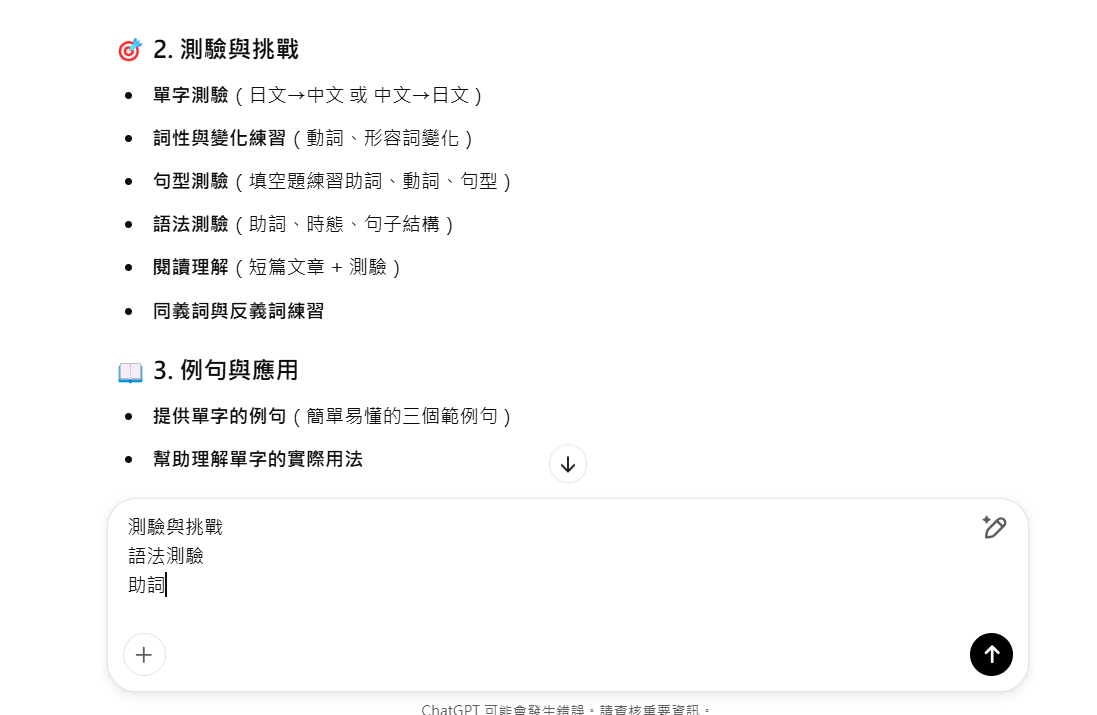 🎯 2. 測驗與挑戰
• 單字測驗（日文→中文 或 中文→日文）
• 詞性與變化練習（動詞、形容詞變化）
• 句型測驗（填空題練習助詞、動詞、句型）
• 語法測驗（助詞、時態、句子結構）
• 閱讀理解（短篇文章 + 測驗）
• 同義詞與反義詞練習
📖 3. 例句與應用
• 提供單字的例句（簡單易懂的三個範例句）
• 幫助理解單字的實際用法
測驗與挑戰
語法測驗
助詞
ChatGPT 可能會發生錯誤。請查核重要資訊。